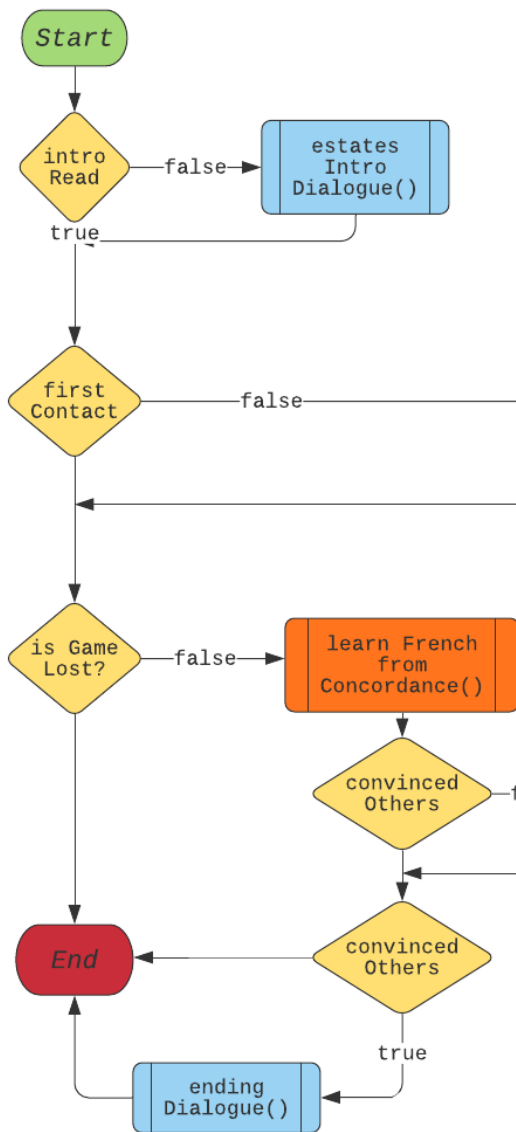 Start
intro
Read
false
estates
Intro
Dialogue()
true
first
Contact
false
is Game
Lost?
false
learn French
from
Concordance()
convinced
Others
convinced
Others
End
true
ending
Dialogue()